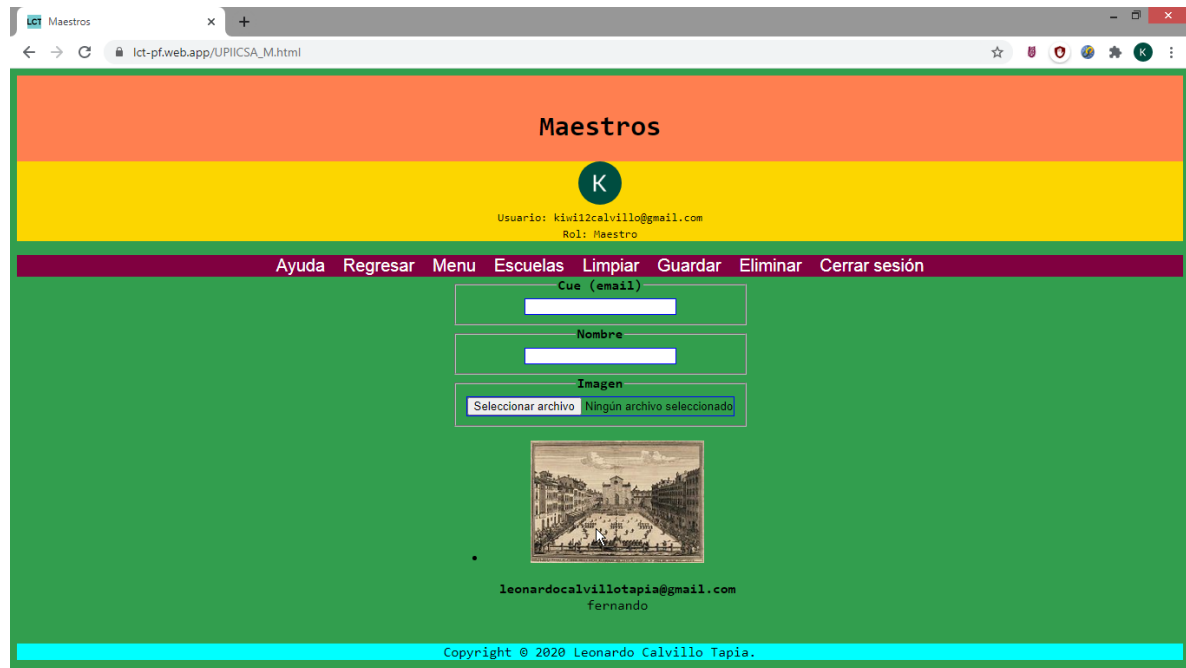 LCT Maestros
lct-pf.web.app/UPIICSA_M.html
K
Maestros
K
Usuario: kiwi12calvillo@gmail.com
Rol: Maestro
Ayuda Regresar Menu Escuelas Limpiar Guardar Eliminar Cerrar sesión
Cue (email)
Nombre
Imagen
Seleccionar archivo Ningún archivo seleccionado
leonardocalvillotapia@gmail.com
fernando
Copyright © 2020 Leonardo Calvillo Tapia.